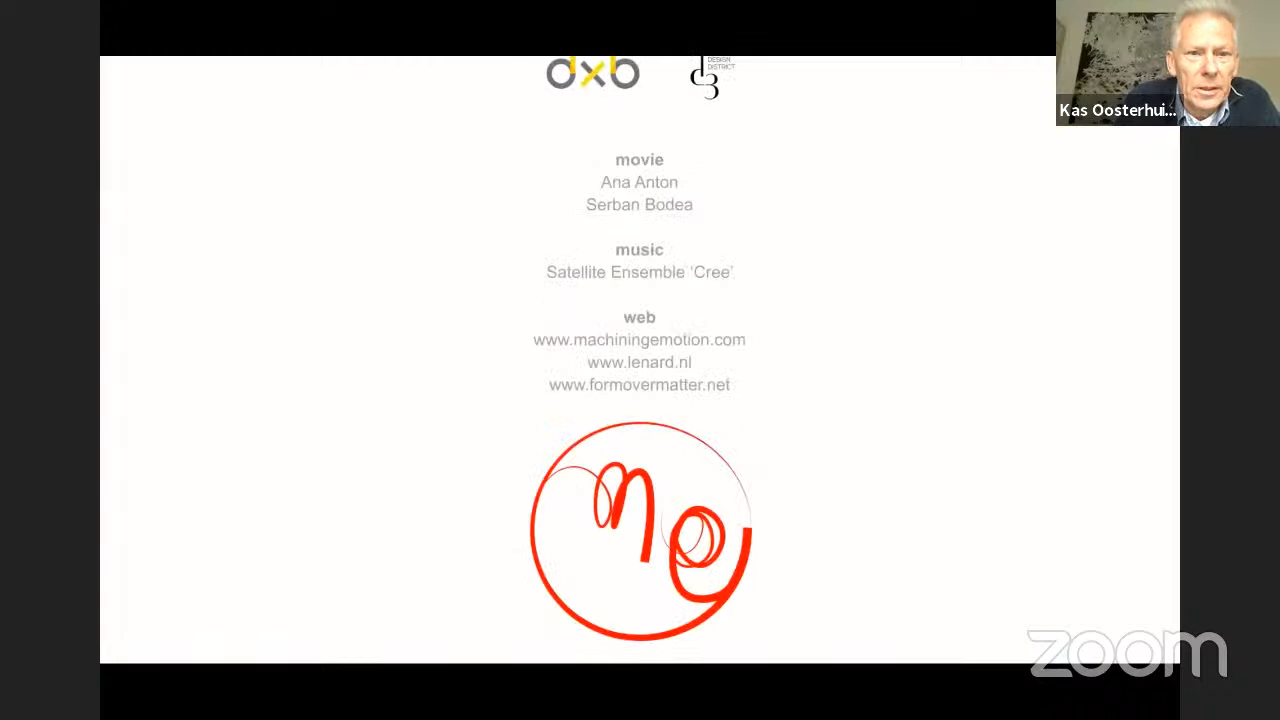 dxb
DESIGN
DISTRICT
d3
Kas Oosterhui...
movie
Ana Anton
Serban Bodea
music
Satellite Ensemble ‘Cree’
web
www.machiningemotion.com
www.lenard.nl
www.formovermatter.net
me
zoom